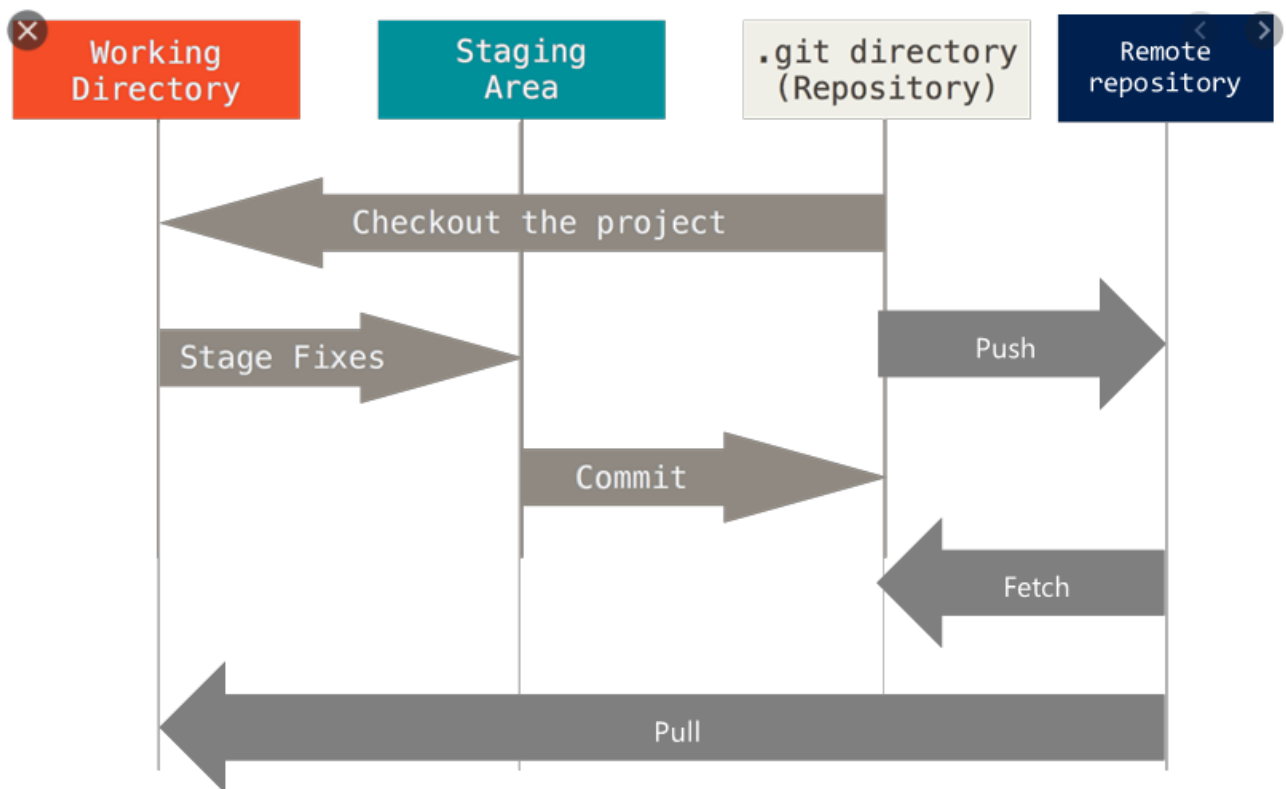 Working
Directory
Staging
Area
.git directory
(Repository)
Remote
repository
Checkout the project
Stage Fixes
Push
Commit
Fetch
Pull